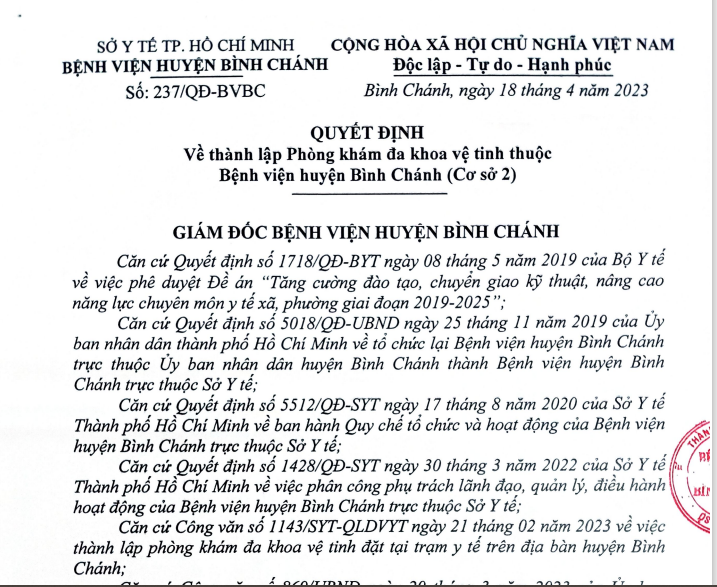 SỞ Y TẾ TP. HỒ CHÍ MINH
BỆNH VIỆN HUYỆN BÌNH CHÁNH
Số: 237/QĐ-BVBC
CỘNG HÒA XÃ HỘI CHỦ NGHĨA VIỆT NAM
Độc lập - Tự do - Hạnh phúc
Bình Chánh, ngày 18 tháng 4 năm 2023
QUYẾT ĐỊNH
Về thành lập Phòng khám đa khoa vệ tinh thuộc
Bệnh viện huyện Bình Chánh (Cơ sở 2)
GIÁM ĐỐC BỆNH VIỆN HUYỆN BÌNH CHÁNH
Căn cứ Quyết định số 1718/QĐ-BYT ngày 08 tháng 5 năm 2019 của Bộ Y tế
về việc phê duyệt Đề án “Tăng cường đào tạo, chuyển giao kỹ thuật, nâng cao
năng lực chuyên môn y tế xã, phường giai đoạn 2019-2025”;
Căn cứ Quyết định số 5018/QĐ-UBND ngày 25 tháng 11 năm 2019 của Ủy
ban nhân dân thành phố Hồ Chí Minh về tổ chức lại Bệnh viện huyện Bình Chánh
trực thuộc Ủy ban nhân dân huyện Bình Chánh thành Bệnh viện huyện Bình
Chánh trực thuộc Sở Y tế;
Căn cứ Quyết định số 5512/QĐ-SYT ngày 17 tháng 8 năm 2020 của Sở Y tế
Thành phố Hồ Chí Minh về ban hành Quy chế tổ chức và hoạt động của Bệnh viện
huyện Bình Chánh trực thuộc Sở Y tế;
Căn cứ Quyết định số 1428/QĐ-SYT ngày 30 tháng 3 năm 2022 của Sở Y tế
Thành phố Hồ Chí Minh về việc phân công phụ trách lãnh đạo, quản lý, điều hành
hoạt động của Bệnh viện huyện Bình Chánh trực thuộc Sở Y tế;
Căn cứ Công văn số 1143/SYT-QLDVYT ngày 21 tháng 02 năm 2023 về việc
thành lập phòng khám đa khoa vệ tinh đặt tại trạm y tế trên địa bàn huyện Bình
Chánh;